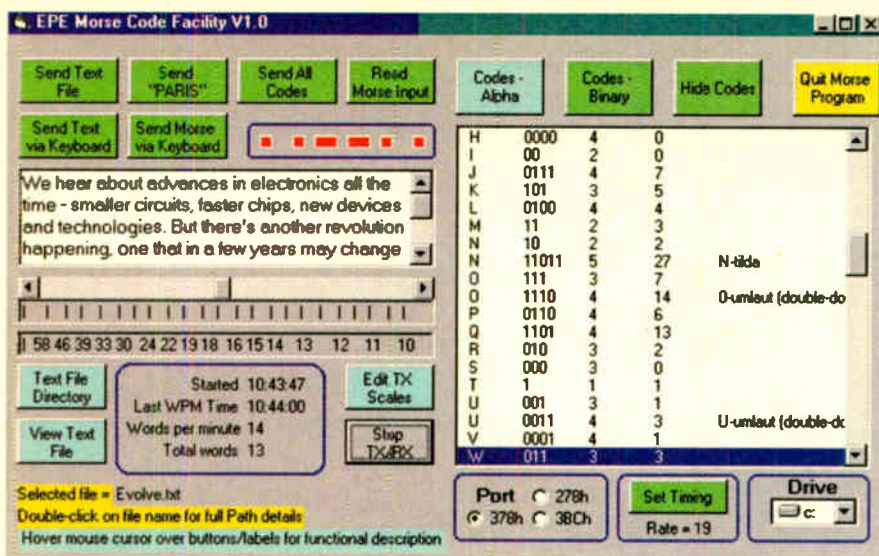 EPE Morse Code Facility V1.0
Send Text File
Send "PARIS"
Send All Codes
Read Morse Input
Codes - Alpha
Codes - Binary
Hide Codes
Quit Morse Program
Send Text via Keyboard
Send Morse via Keyboard
We hear about advances in electronics all the
time - smaller circuits, faster chips, new devices
and technologies. But there's another revolution
happening, one that in a few years may change
58 46 39 33 30 24 22 19 18 16 15 14 13 12 11 10
Text File Directory
View Text File
Started 10:43:47
Last WPM Time 10:44:00
Words per minute 14
Total words 13
Edit TX Scales
Stop TX/RX
Selected file = Evolve.txt
Double-click on file name for full Path details
Hover mouse cursor over buttons/labels for functional description
H 0000 4 0
I 00 2 0
J 0111 4 7
K 101 3 5
L 0100 4 4
M 11 2 3
N 10 2 2
N 11011 5 27 N-tilda
O 111 3 7
O 1110 4 14 O-umlaut (double-do
P 0110 4 6
Q 1101 4 13
R 010 3 2
S 000 3 0
T 1 1 1
U 001 3 1
U 0011 4 3 U-umlaut (double-dc
V 0001 4 1
W 011 3 3
Port 278h
378h 3BCh
Set Timing
Rate = 19
Drive
c: